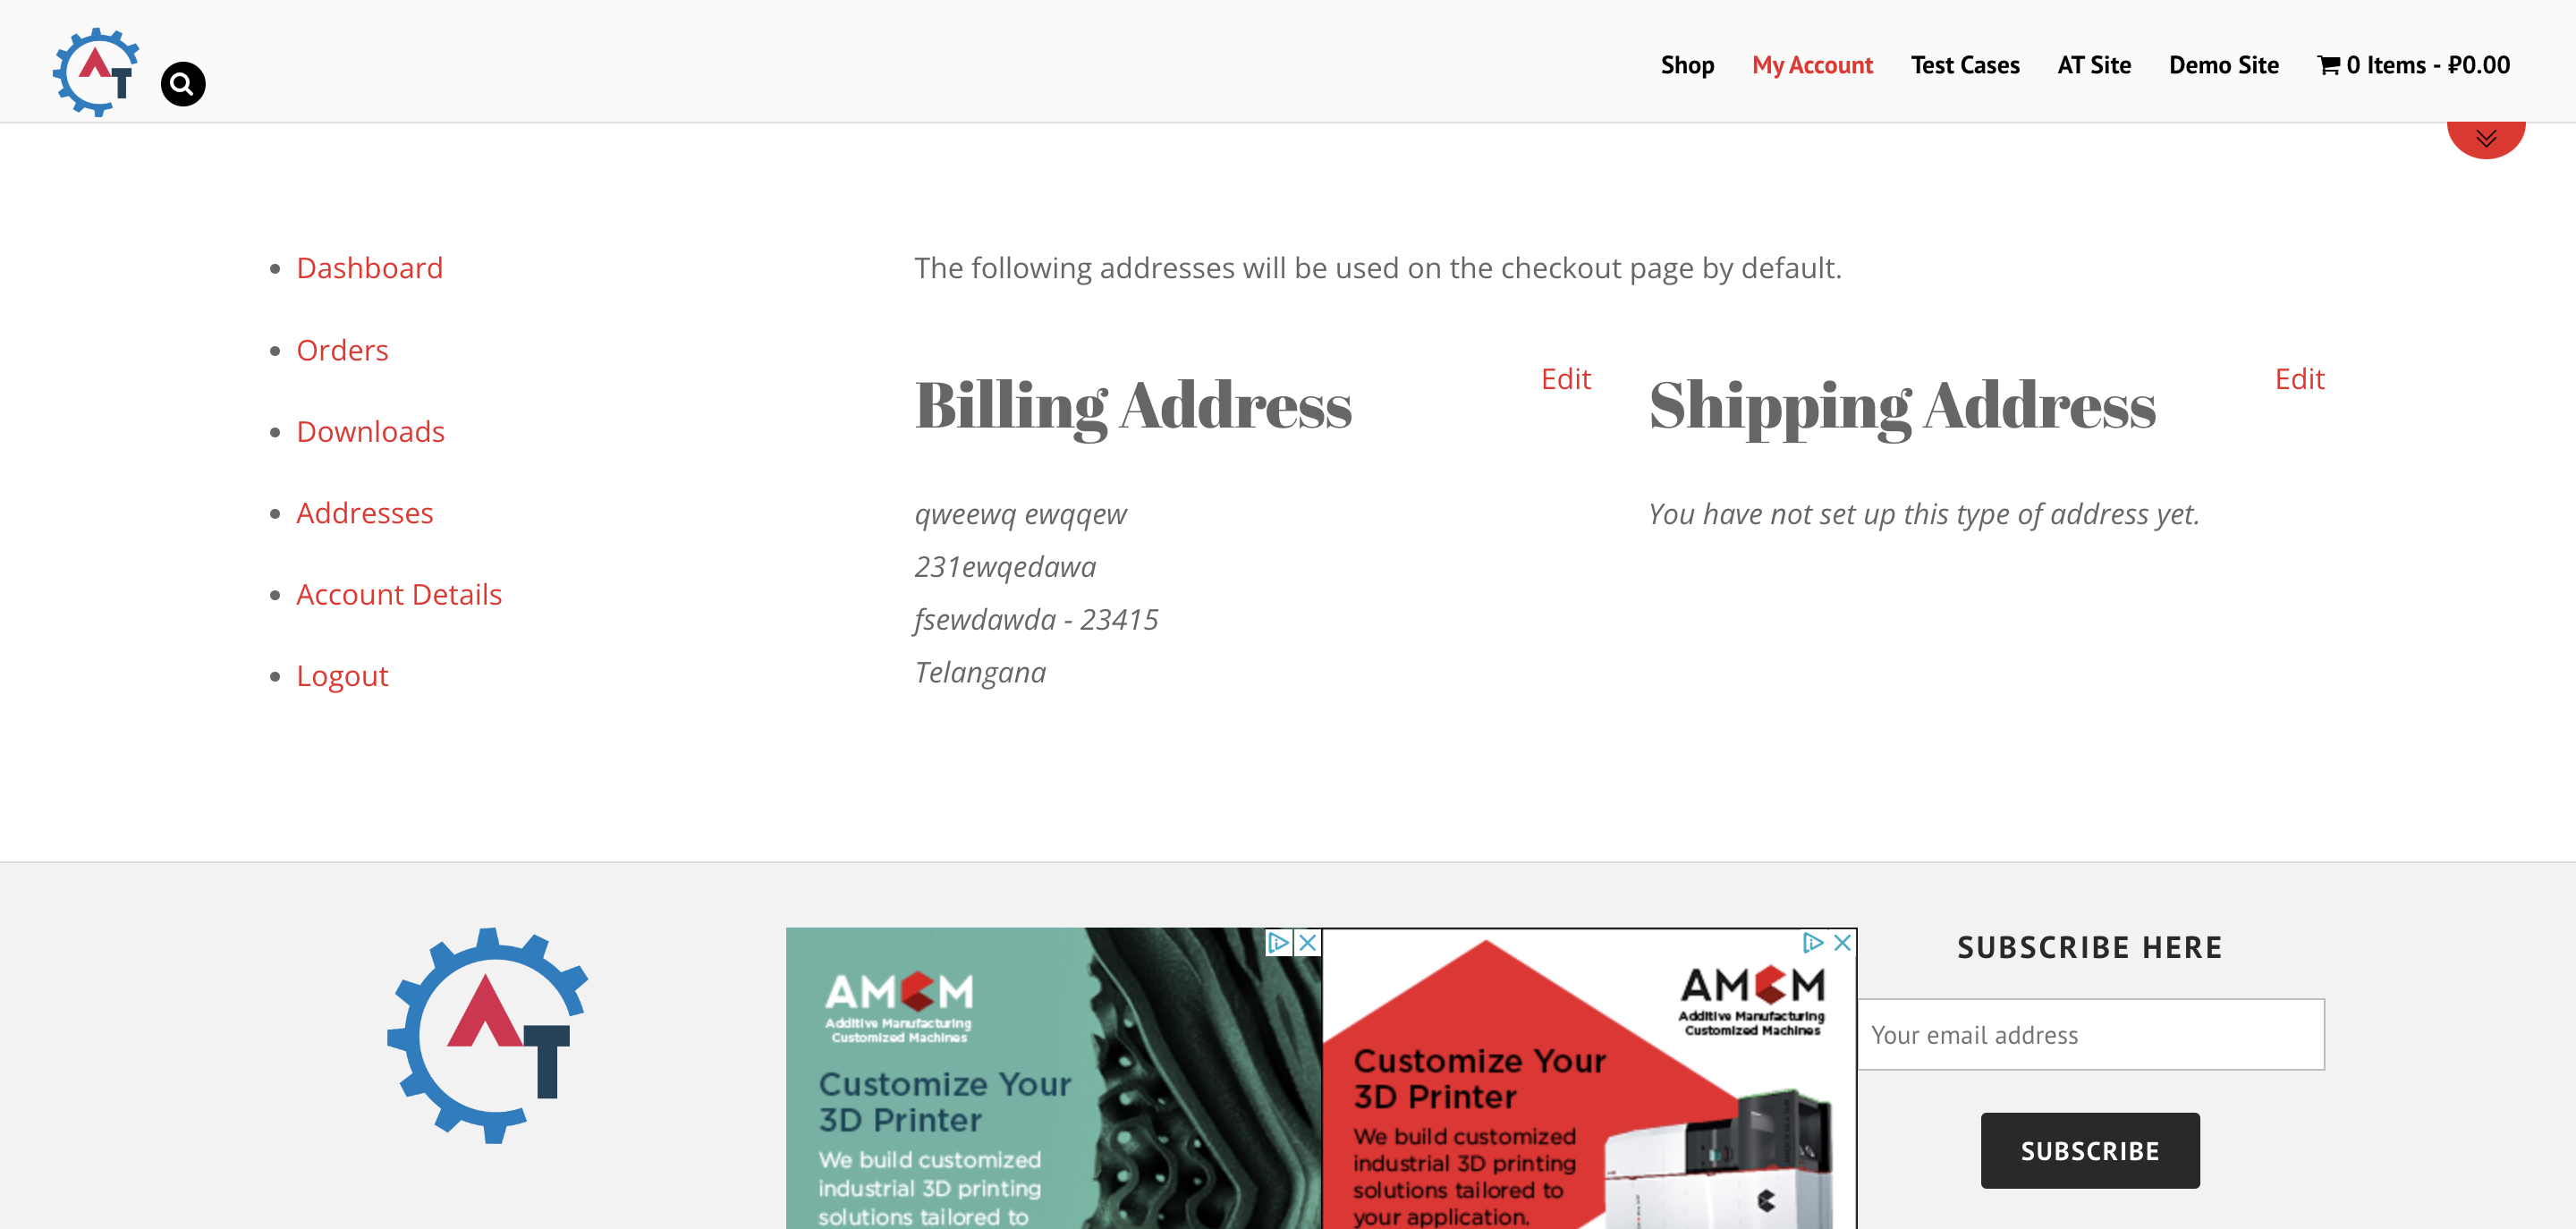 AT
Shop
My Account
Test Cases
AT Site
Demo Site
0 Items - ₽0.00
Dashboard
Orders
Downloads
Addresses
Account Details
Logout
The following addresses will be used on the checkout page by default.
Billing Address
Edit
qweewq ewqqew
231ewqedawa
fsewdawda - 23415
Telangana
Shipping Address
Edit
You have not set up this type of address yet.
AT
AMCM
Additive Manufacturing
Customized Machines
Customize Your
3D Printer
We build customized
industrial 3D printing
solutions tailored to
AMCM
Additive Manufacturing
Customized Machines
Customize Your
3D Printer
We build customized
industrial 3D printing
solutions tailored to
your application.
SUBSCRIBE HERE
Your email address
SUBSCRIBE